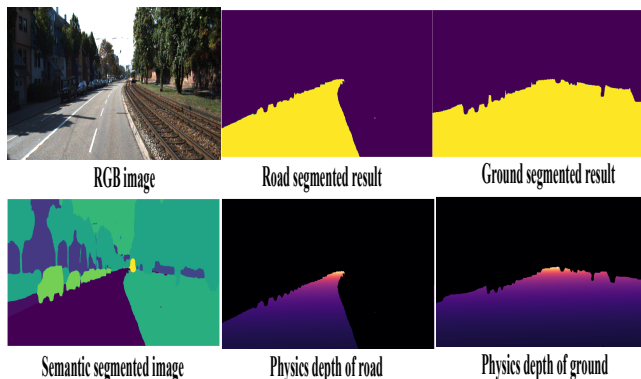 RGB image
Road segmented result
Ground segmented result
Semantic segmented image
Physics depth of road
Physics depth of ground